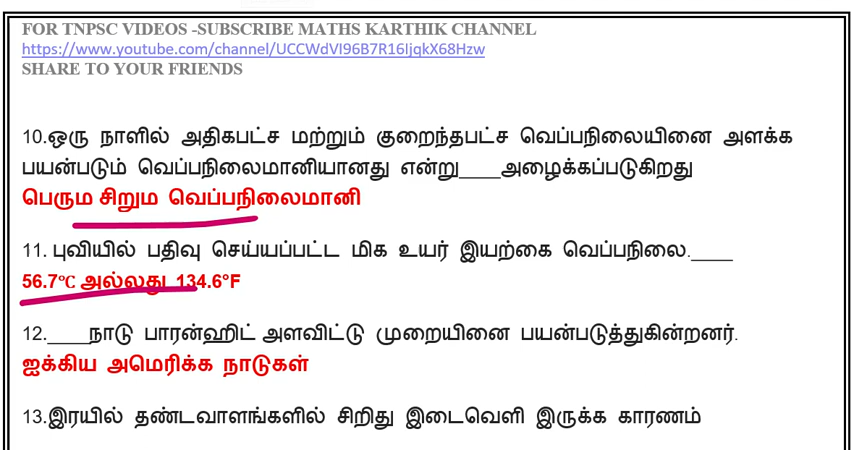 FOR TNPSC VIDEOS -SUBSCRIBE MATHS KARTHIK CHANNEL
https://www.youtube.com/channel/UCCWdVI96B7R16IjqkX68Hzw
SHARE TO YOUR FRIENDS
10.ஒரு நாளில் அதிகபட்ச மற்றும் குறைந்தபட்ச வெப்பநிலையினை அளக்க
பயன்படும் வெப்பநிலைமானியானது என்று____அழைக்கப்படுகிறது
பெரும சிறும வெப்பநிலைமானி
11. புவியில் பதிவு செய்யப்பட்ட மிக உயர் இயற்கை வெப்பநிலை.____
56.7℃ அல்லது 134.6°F
12.____நாடு பாரன்ஹிட் அளவிட்டு முறையினை பயன்படுத்துகின்றனர்.
ஐக்கிய அமெரிக்க நாடுகள்
13.இரயில் தண்டவாளங்களில் சிறிது இடைவெளி இருக்க காரணம்